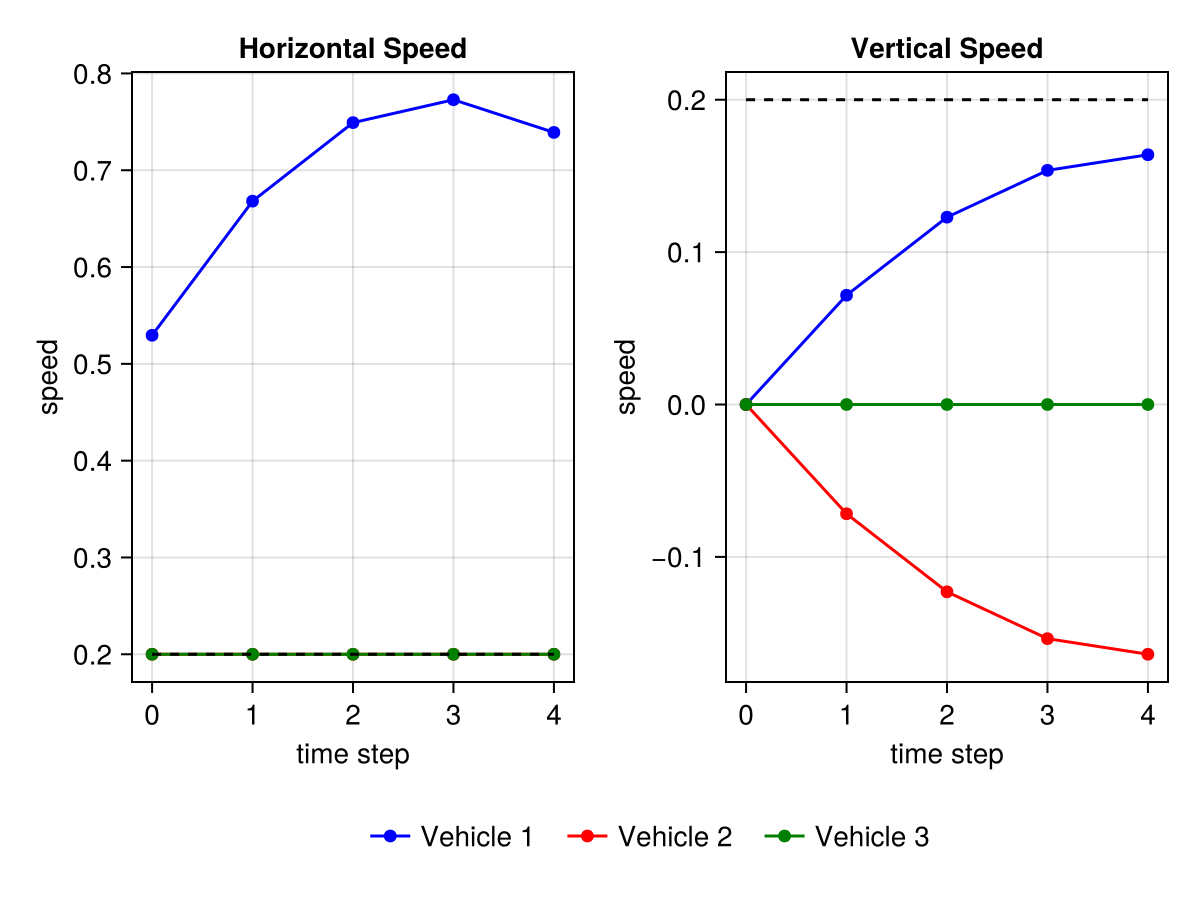 Horizontal Speed
0.8
0.7
0.6
0.5
0.4
0.3
0.2
speed
0 1 2 3 4
time step
Vertical Speed
0.2
0.1
0.0
−0.1
speed
0 1 2 3 4
time step
Vehicle 1 Vehicle 2 Vehicle 3